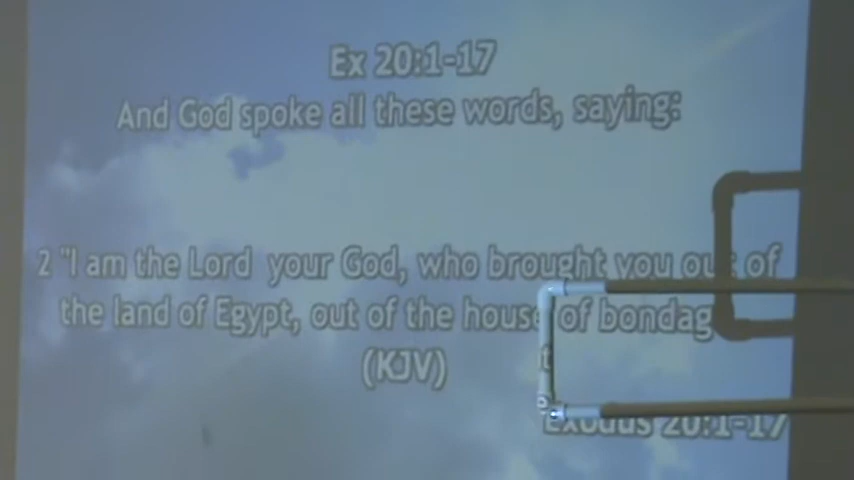 Ex 20:1-17
And God spoke all these words, saying:
2 "I am the Lord your God, who brought you out of
the land of Egypt, out of the house of bondag
(KJV)
Exodus 20:1-17